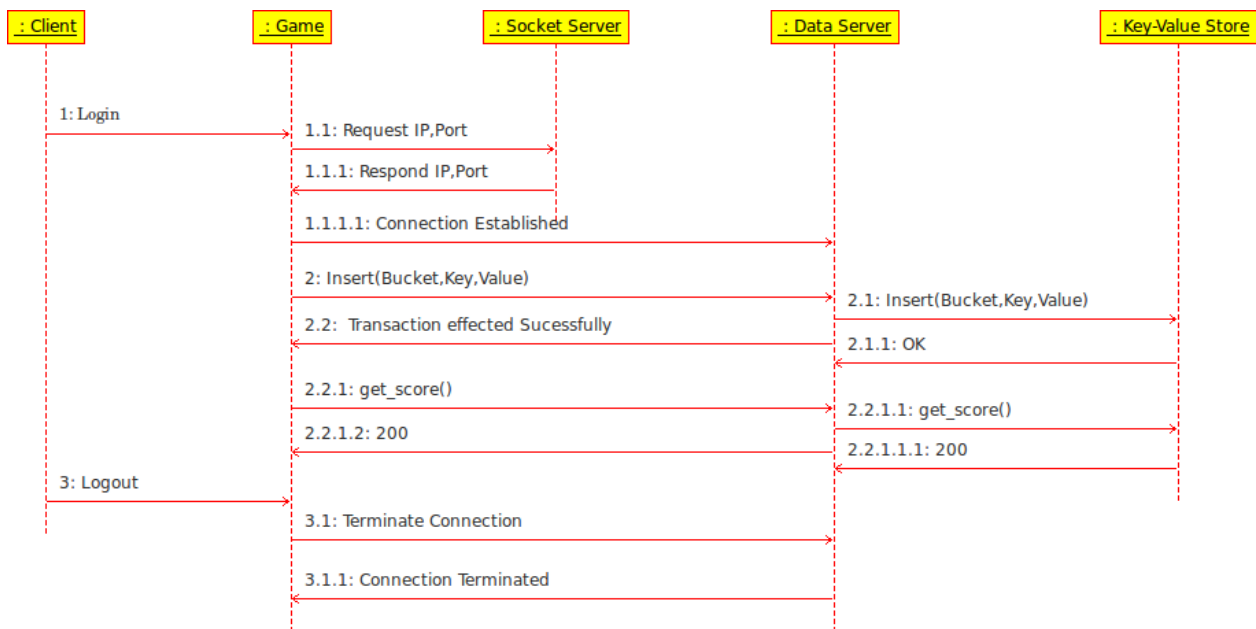 : Client
: Game
: Socket Server
: Data Server
: Key-Value Store
1: Login
1.1: Request IP,Port
1.1.1: Respond IP,Port
1.1.1.1: Connection Established
2: Insert(Bucket,Key,Value)
2.1: Insert(Bucket,Key,Value)
2.2: Transaction effected Sucessfully
2.1.1: OK
2.2.1: get_score()
2.2.1.1: get_score()
2.2.1.2: 200
2.2.1.1.1: 200
3: Logout
3.1: Terminate Connection
3.1.1: Connection Terminated